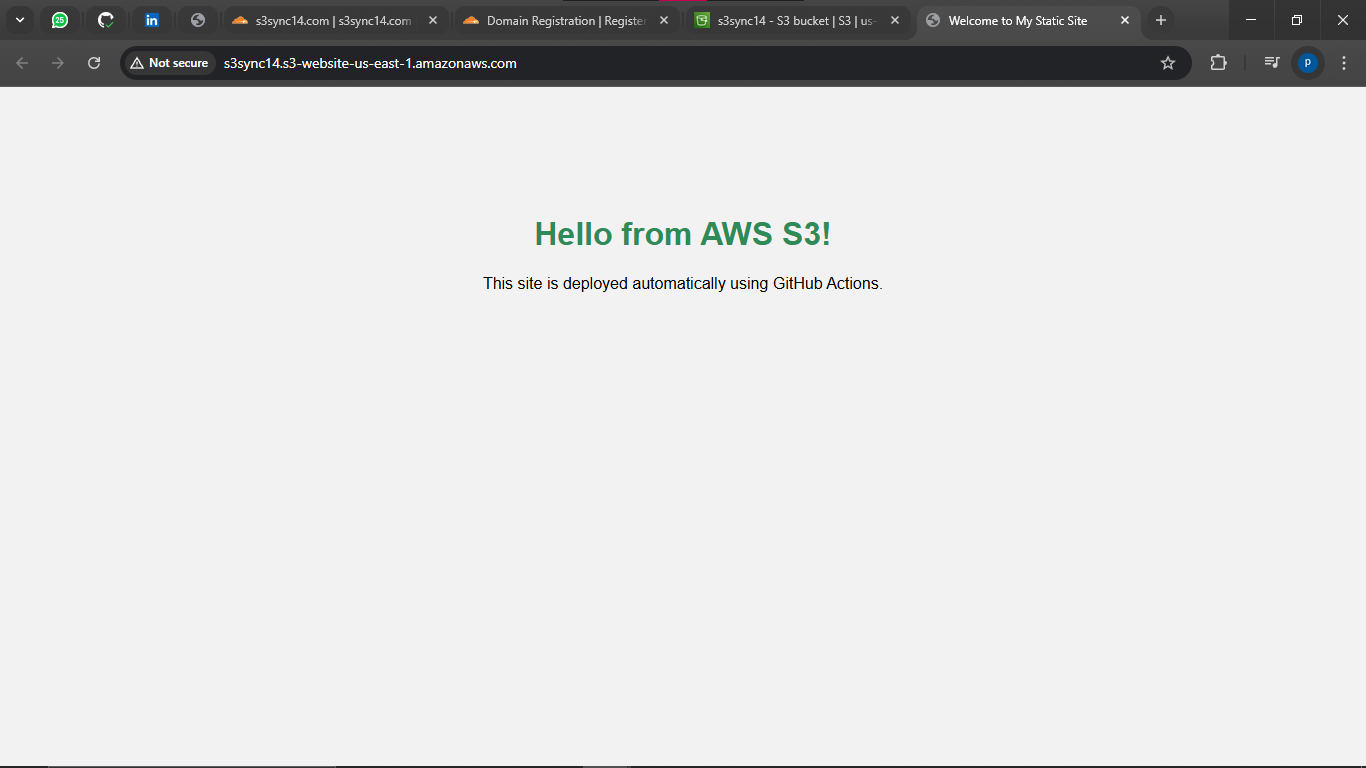 25
s3sync14.com | s3sync14.com
Domain Registration | Registe
s3sync14 - S3 bucket | S3 | us-
Welcome to My Static Site
Not secure
s3sync14.s3-website-us-east-1.amazonaws.com
p
Hello from AWS S3!
This site is deployed automatically using GitHub Actions.